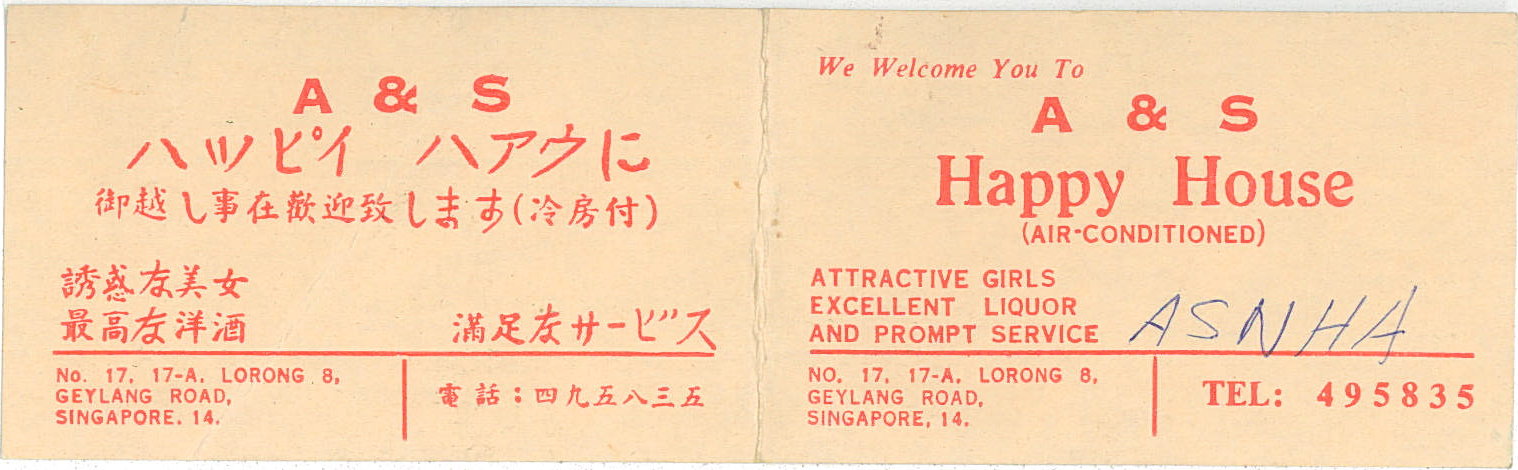 A & S
ハッピイ ハアウに
御越し事在歡迎致します(冷房付)
誘惑な美女
最高な洋酒
滿足なサービス
No. 17, 17-A, LORONG 8,
GEYLANG ROAD,
SINGAPORE. 14.
電話：四九五八三五
We Welcome You To
A & S
Happy House
(AIR-CONDITIONED)
ATTRACTIVE GIRLS
EXCELLENT LIQUOR
AND PROMPT SERVICE
ASNHA
NO. 17, 17-A, LORONG 8,
GEYLANG ROAD,
SINGAPORE, 14.
TEL: 495835